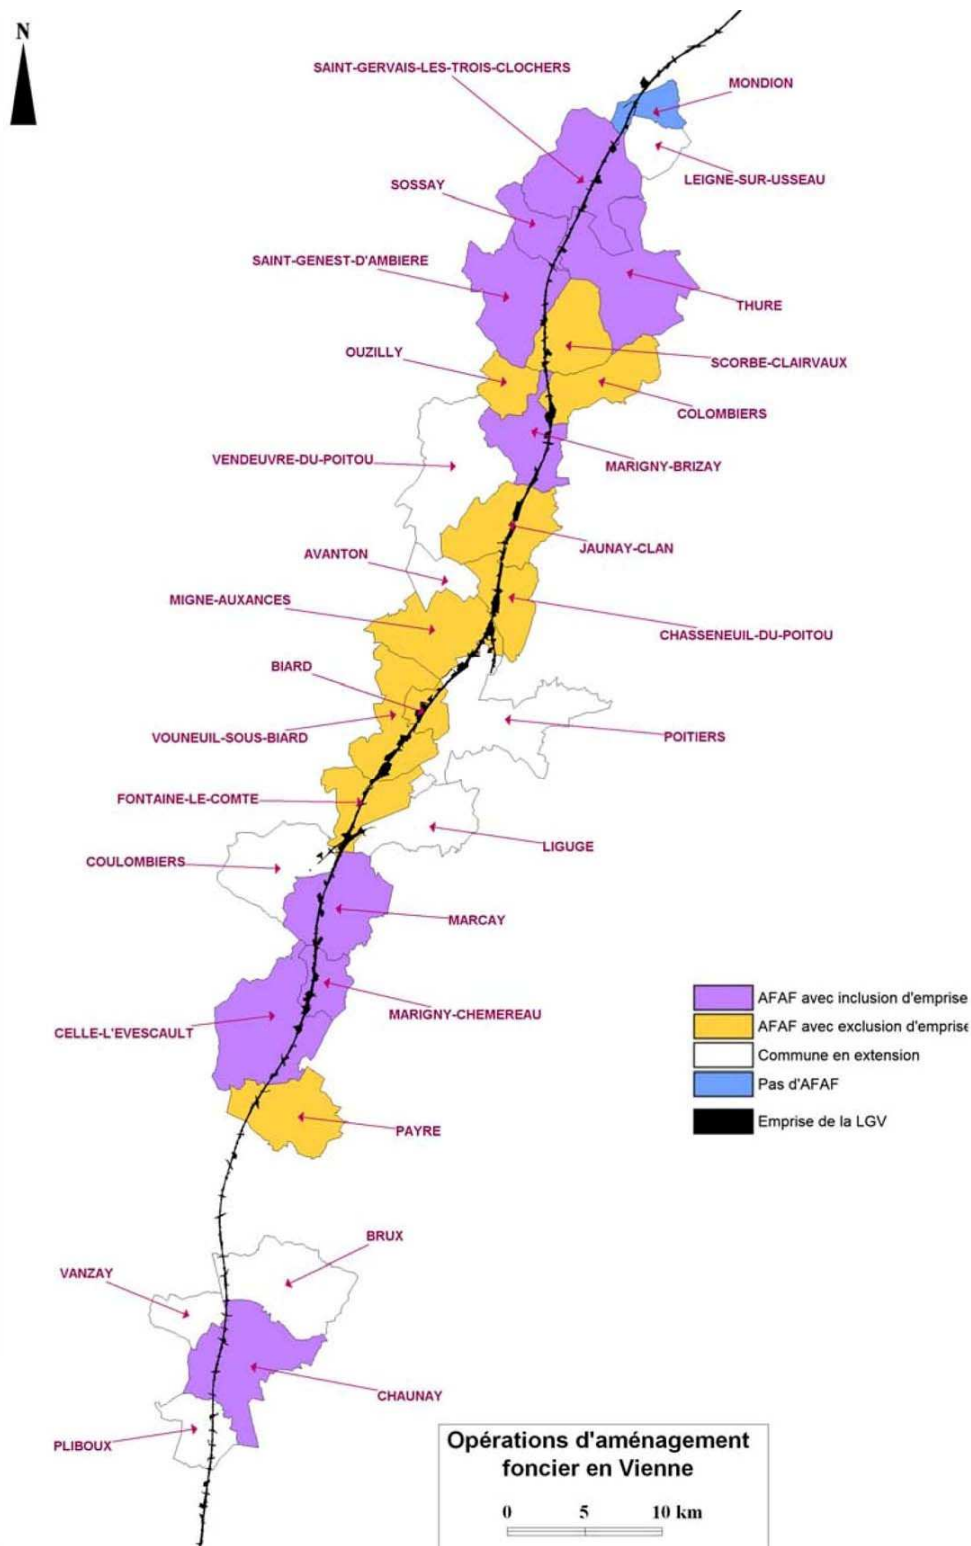 N
SAINT-GERVAIS-LES-TROIS-CLOCHERS
MONDION
LEIGNE-SUR-USSEAU
SOSSAY
SAINT-GENEST-D'AMBIERE
THURE
OUZILLY
SCORBE-CLAIRVAUX
COLOMBIERS
VENDEUVRE-DU-POITOU
MARIGNY-BRIZAY
JAUNAY-CLAN
AVANTON
MIGNE-AUXANCES
CHASSENEUIL-DU-POITOU
BIARD
VOUNEUIL-SOUS-BIARD
POITIERS
FONTAINE-LE-COMTE
LIGUGE
COULOMBIERS
MARCAY
MARIGNY-CHEMEREAU
CELLE-L'EVESCAULT
PAYRE
AFAF avec inclusion d'emprise
AFAF avec exclusion d'emprise
Commune en extension
Pas d'AFAF
Emprise de la LGV
BRUX
VANZAY
CHAUNAY
PLIBOUX
Opérations d'aménagement
foncier en Vienne
0 5 10 km